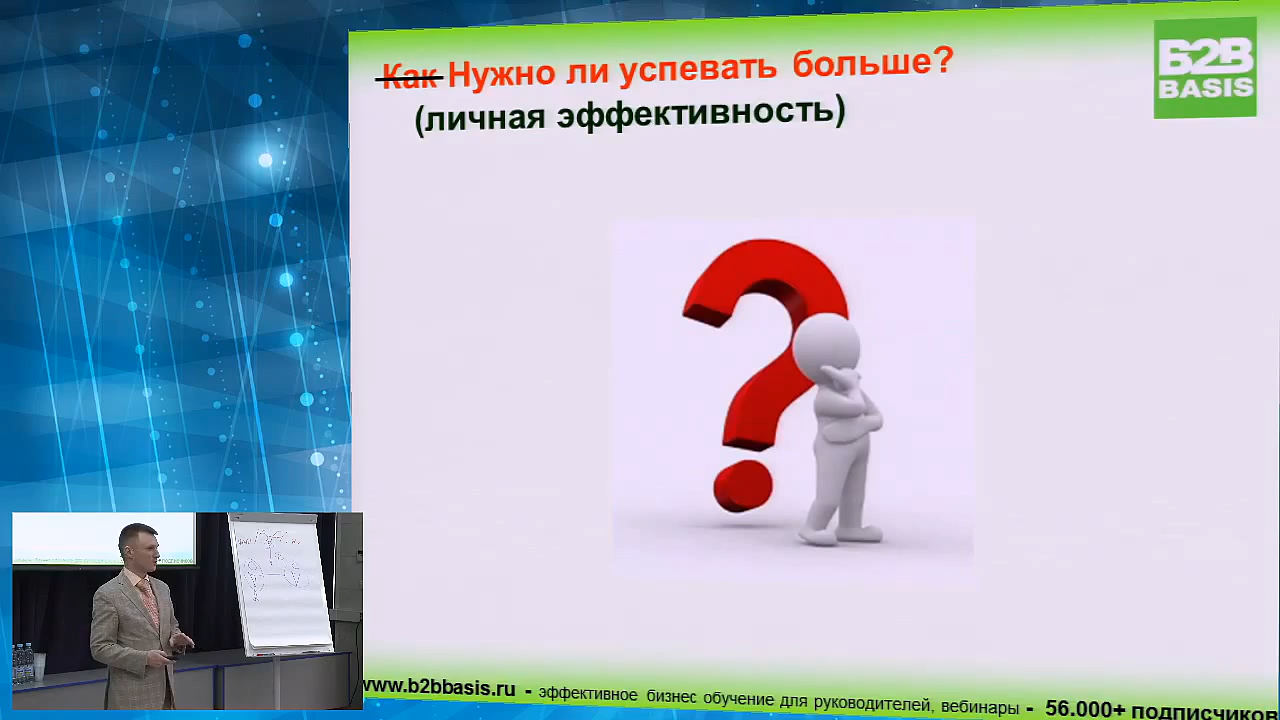 Как Нужно ли успевать больше?
(личная эффективность)
Б2В
BASIS
www.b2bbasis.ru - эффективное бизнес обучение для руководителей, вебинары - 56.000+ подписчиков